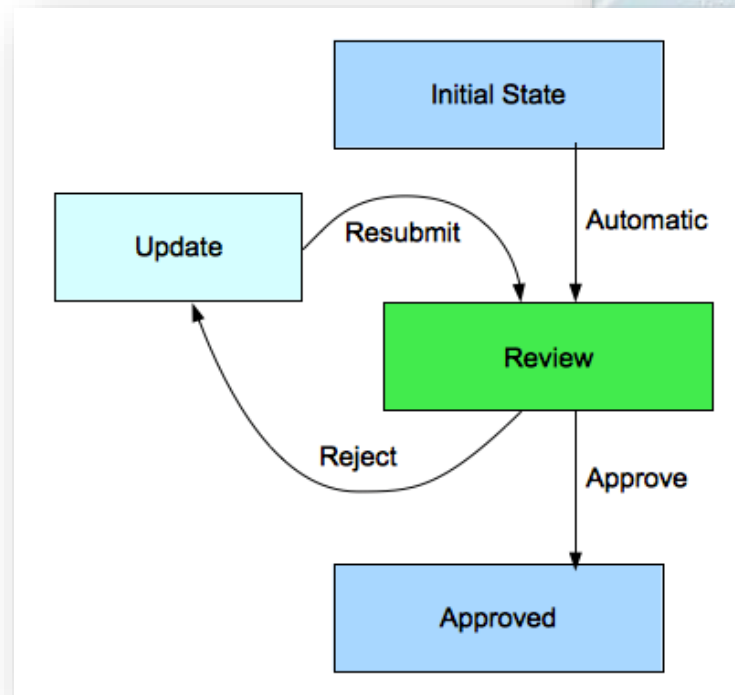 Initial State
Automatic
Update
Resubmit
Review
Reject
Approve
Approved